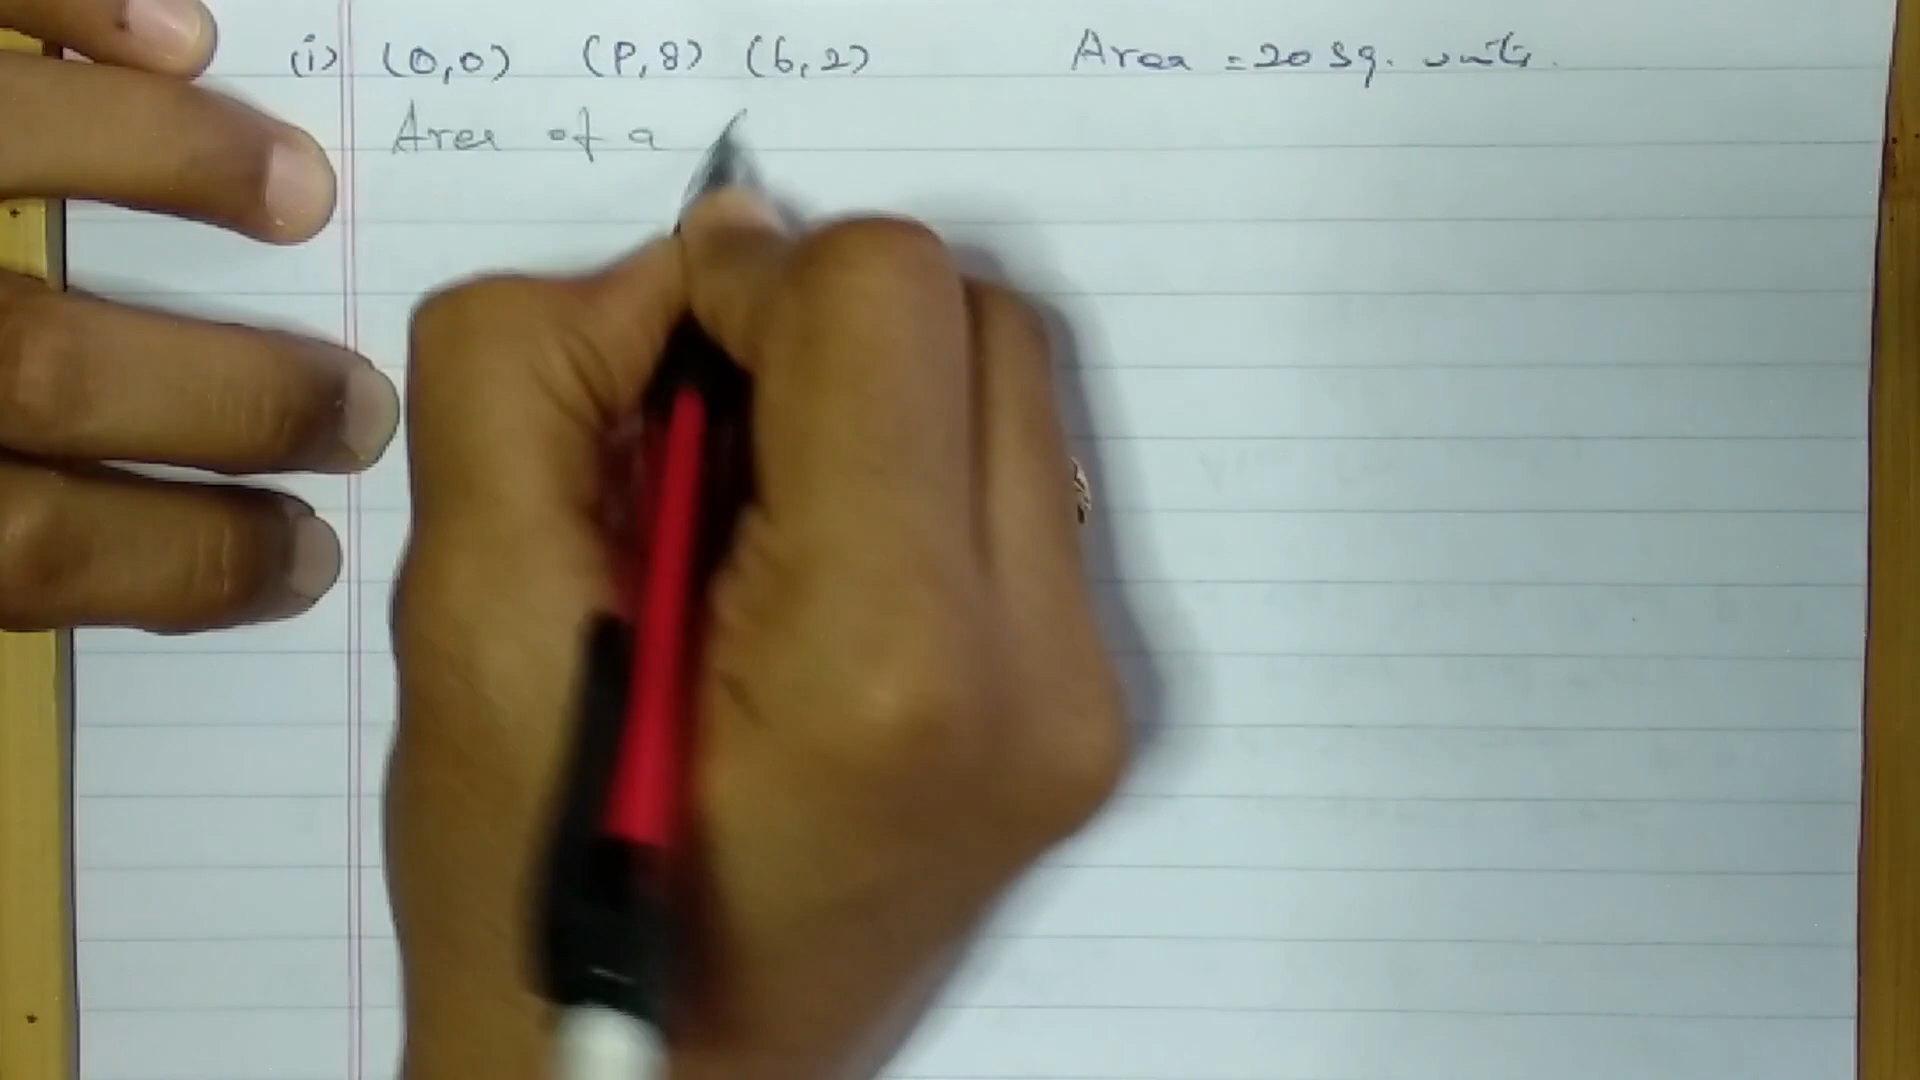 (i) (0,0) (P,8) (6,2) Area = 20 sq. units.
Area of a